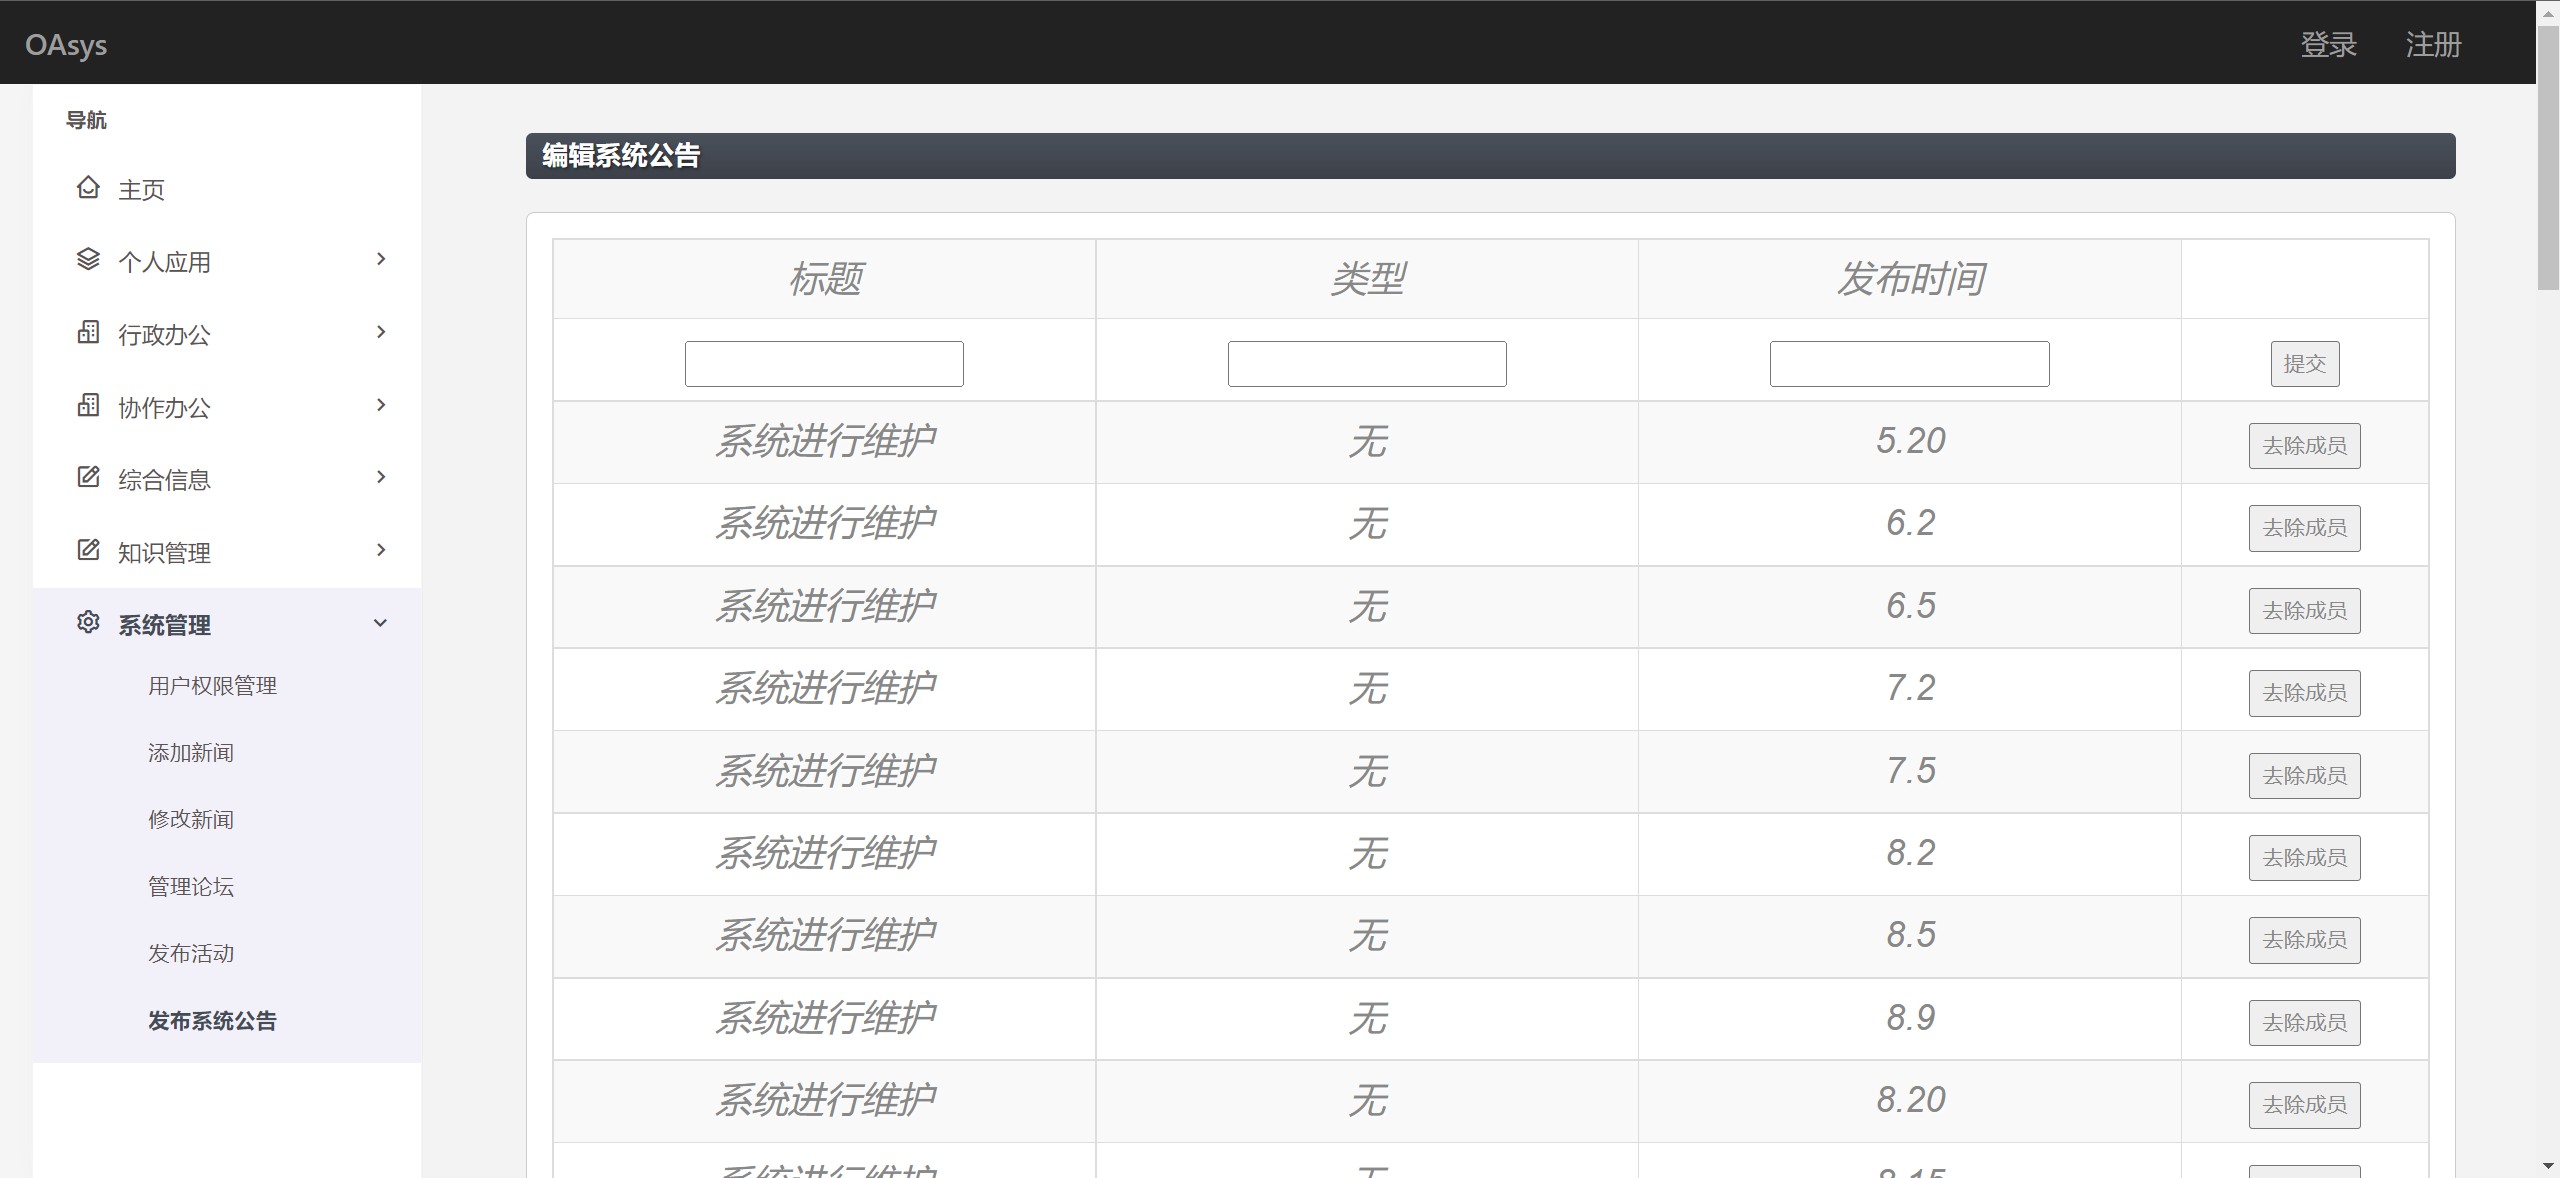 OAsys 登录 注册
导航
主页
个人应用
行政办公
协作办公
综合信息
知识管理
系统管理
用户权限管理
添加新闻
修改新闻
管理论坛
发布活动
发布系统公告
编辑系统公告
标题 类型 发布时间
提交
系统进行维护 无 5.20 去除成员
系统进行维护 无 6.2 去除成员
系统进行维护 无 6.5 去除成员
系统进行维护 无 7.2 去除成员
系统进行维护 无 7.5 去除成员
系统进行维护 无 8.2 去除成员
系统进行维护 无 8.5 去除成员
系统进行维护 无 8.9 去除成员
系统进行维护 无 8.20 去除成员
系统进行维护 无 8.15